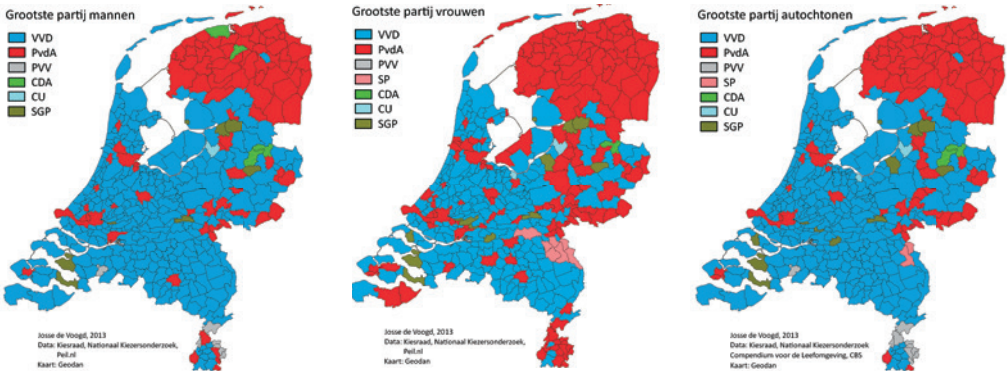 Grootste partij mannen
VVD
PvdA
PVV
CDA
CU
SGP
Josse de Voogd, 2013
Data: Kiesraad, Nationaal Kiezersonderzoek,
Peil.nl
Kaart: Geodan
Grootste partij vrouwen
VVD
PvdA
PVV
SP
CDA
CU
SGP
Josse de Voogd, 2013
Data: Kiesraad, Nationaal Kiezersonderzoek,
Peil.nl
Kaart: Geodan
Grootste partij autochtonen
VVD
PvdA
PVV
SP
CDA
CU
SGP
Josse de Voogd, 2013
Data: Kiesraad, Nationaal Kiezersonderzoek
Compendium voor de Leefomgeving, CBS
Kaart: Geodan